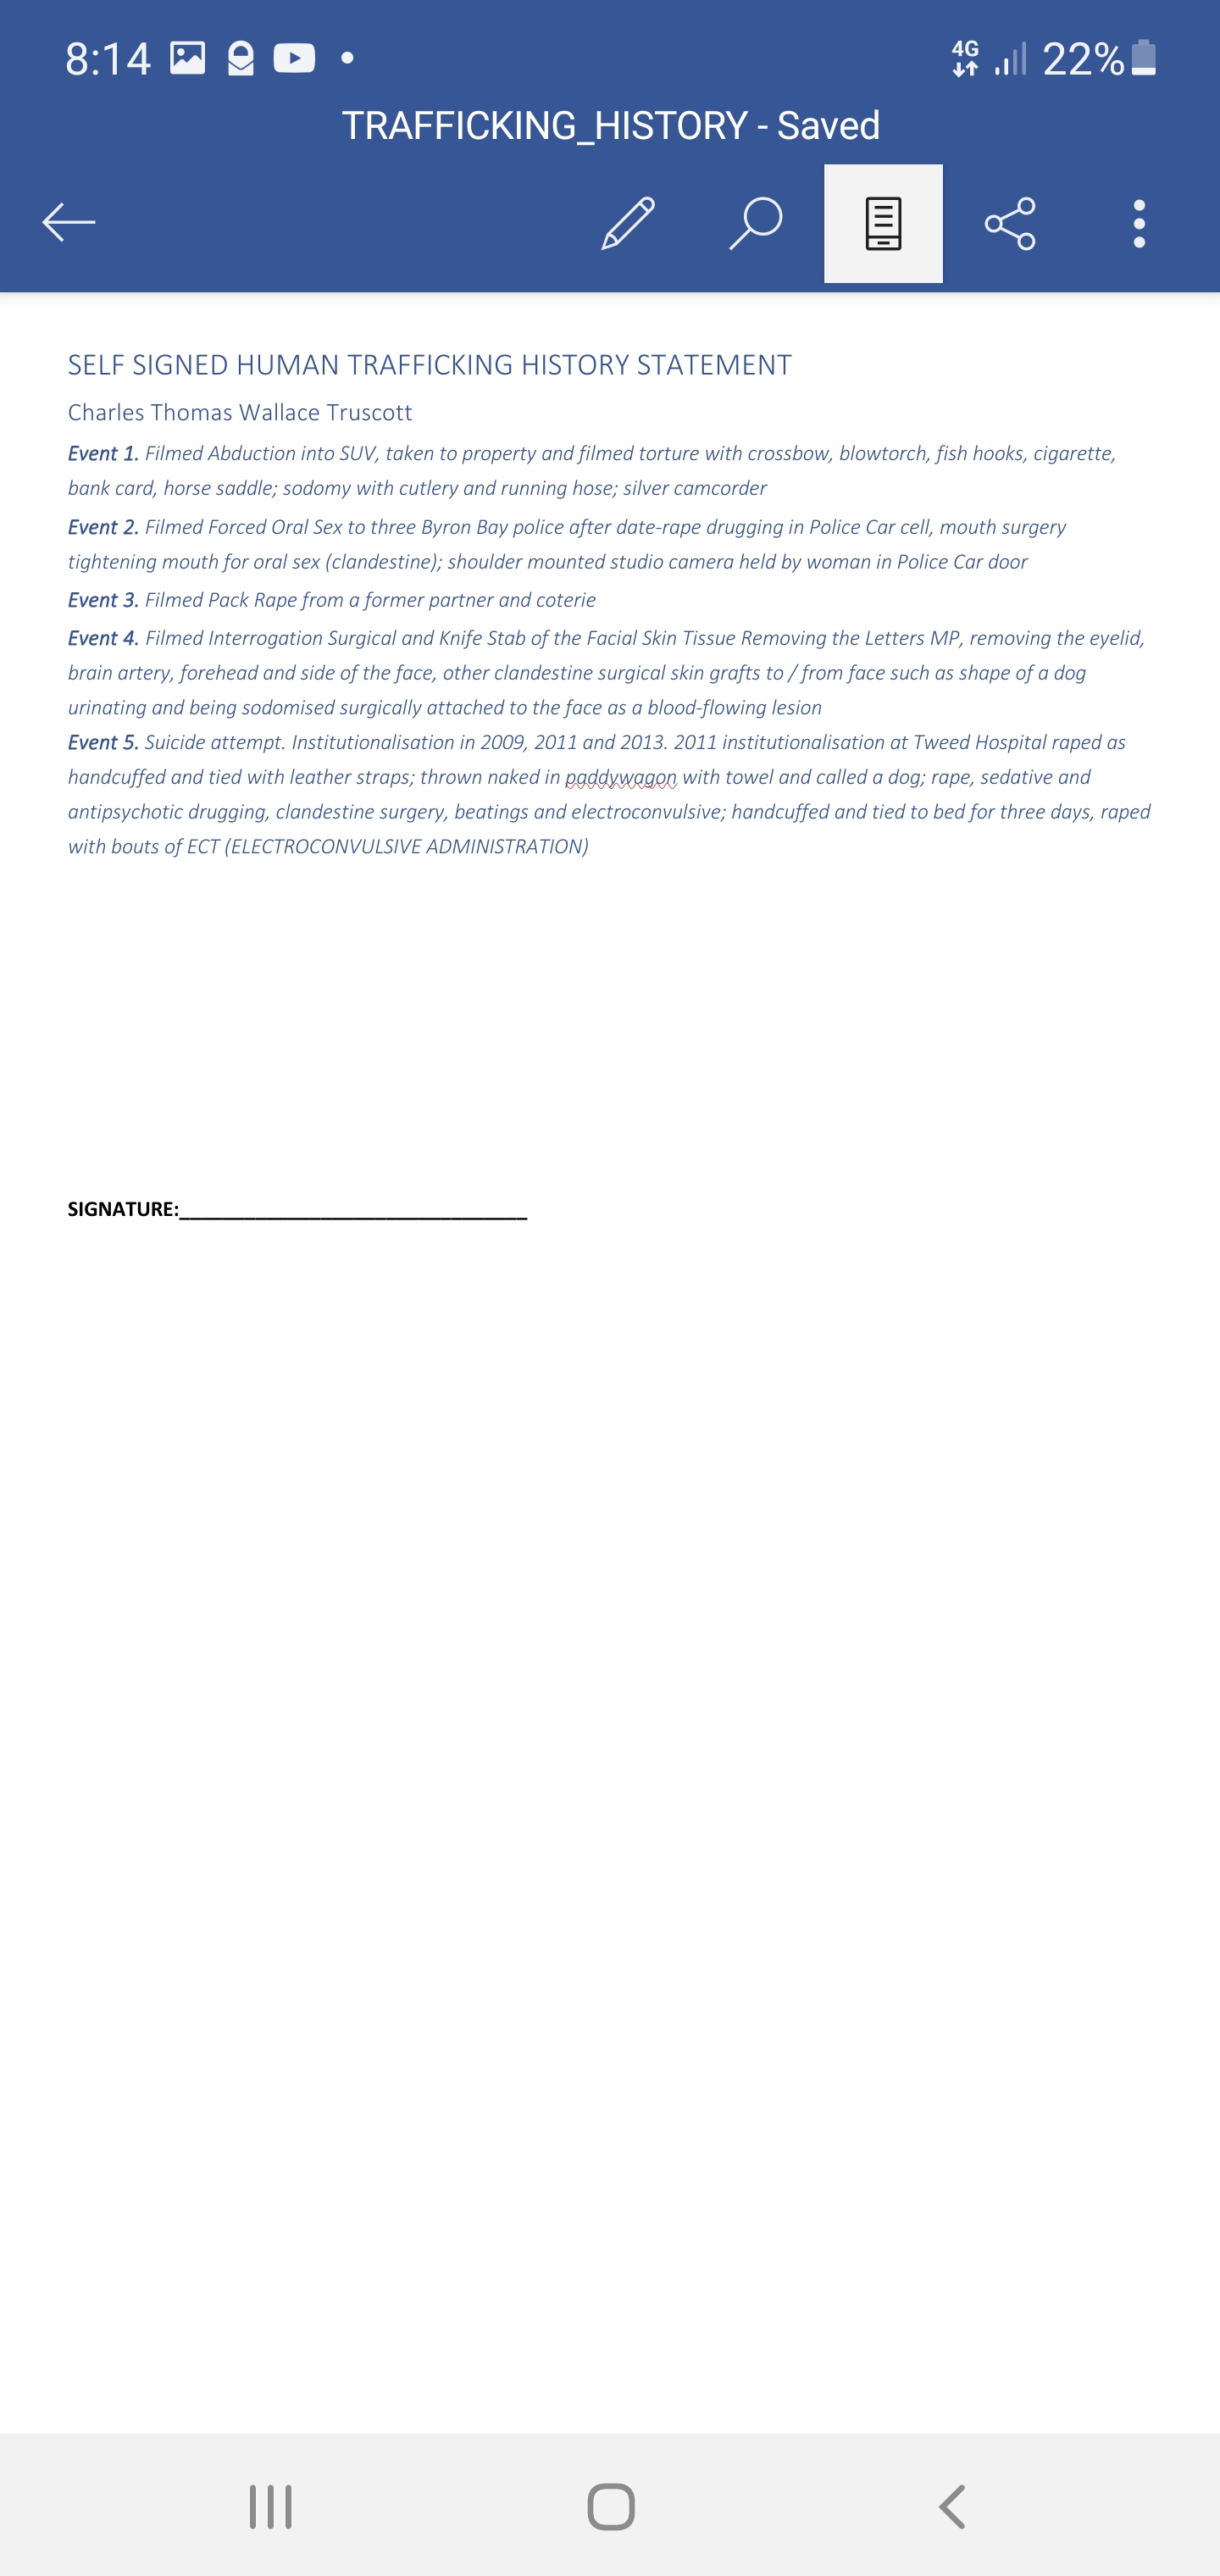 8:14
4G
22%
TRAFFICKING_HISTORY - Saved
SELF SIGNED HUMAN TRAFFICKING HISTORY STATEMENT
Charles Thomas Wallace Truscott
Event 1. Filmed Abduction into SUV, taken to property and filmed torture with crossbow, blowtorch, fish hooks, cigarette,
bank card, horse saddle; sodomy with cutlery and running hose; silver camcorder
Event 2. Filmed Forced Oral Sex to three Byron Bay police after date-rape drugging in Police Car cell, mouth surgery
tightening mouth for oral sex (clandestine); shoulder mounted studio camera held by woman in Police Car door
Event 3. Filmed Pack Rape from a former partner and coterie
Event 4. Filmed Interrogation Surgical and Knife Stab of the Facial Skin Tissue Removing the Letters MP, removing the eyelid,
brain artery, forehead and side of the face, other clandestine surgical skin grafts to / from face such as shape of a dog
urinating and being sodomised surgically attached to the face as a blood-flowing lesion
Event 5. Suicide attempt. Institutionalisation in 2009, 2011 and 2013. 2011 institutionalisation at Tweed Hospital raped as
handcuffed and tied with leather straps; thrown naked in paddywagon with towel and called a dog; rape, sedative and
antipsychotic drugging, clandestine surgery, beatings and electroconvulsive; handcuffed and tied to bed for three days, raped
with bouts of ECT (ELECTROCONVULSIVE ADMINISTRATION)
SIGNATURE:________________________________